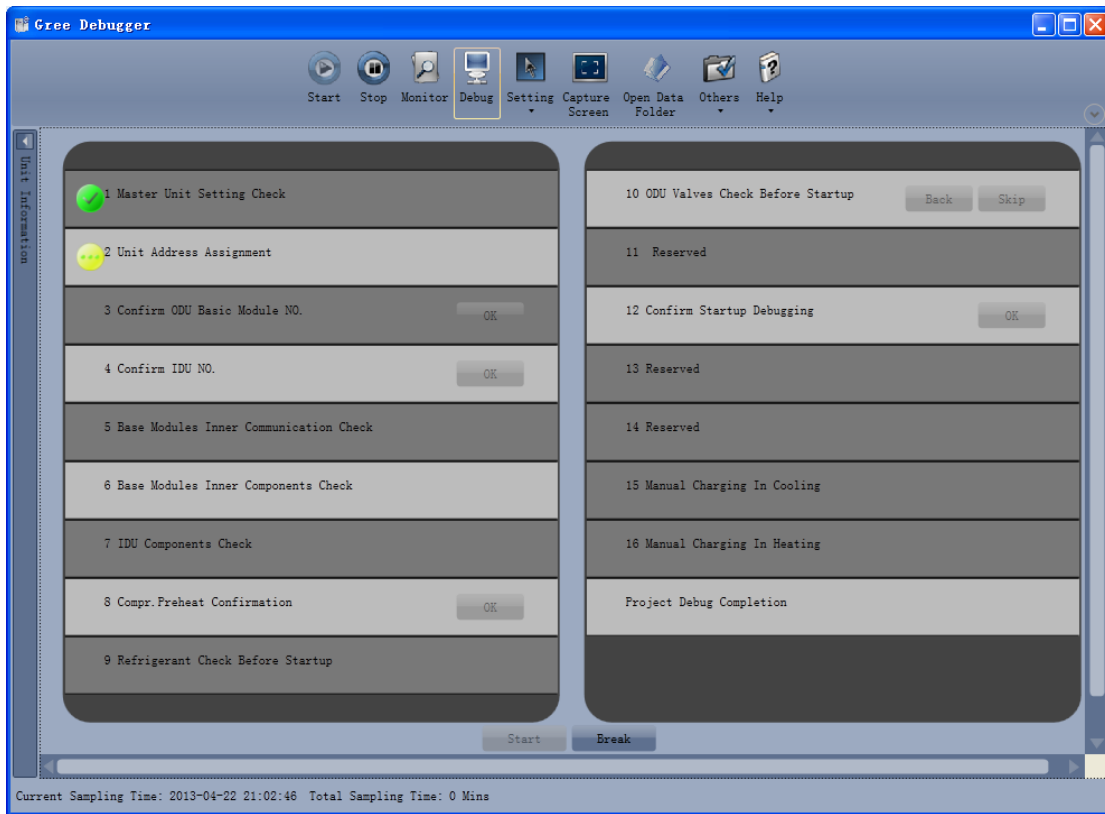 Gree Debugger
Start Stop Monitor Debug Setting Capture Screen Open Data Folder Others Help
Unit Information
1 Master Unit Setting Check
2 Unit Address Assignment
3 Confirm ODU Basic Module NO. OK
4 Confirm IDU NO. OK
5 Base Modules Inner Communication Check
6 Base Modules Inner Components Check
7 IDU Components Check
8 Compr.Preheat Confirmation OK
9 Refrigerant Check Before Startup
10 ODU Valves Check Before Startup Back Skip
11 Reserved
12 Confirm Startup Debugging OK
13 Reserved
14 Reserved
15 Manual Charging In Cooling
16 Manual Charging In Heating
Project Debug Completion
Start Break
Current Sampling Time: 2013-04-22 21:02:46 Total Sampling Time: 0 Mins